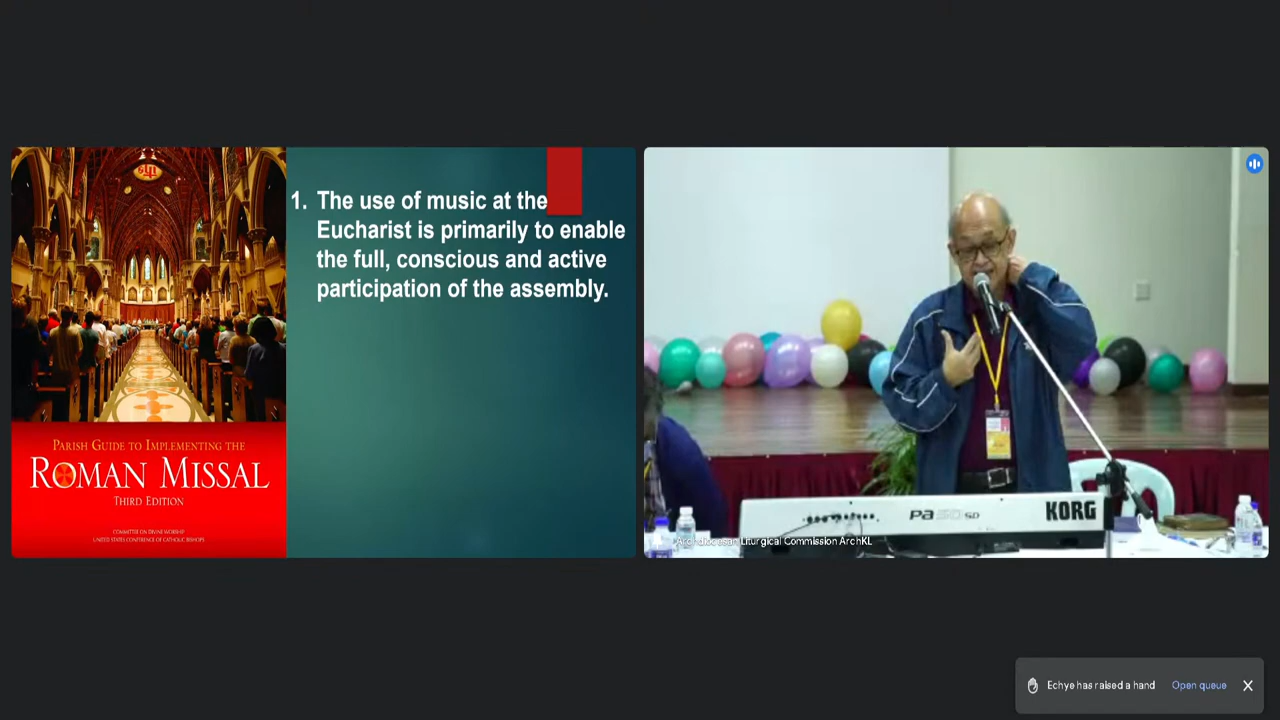 1. The use of music at the
Eucharist is primarily to enable
the full, conscious and active
participation of the assembly.
PARISH GUIDE TO IMPLEMENTING THE
ROMAN MISSAL
THIRD EDITION
COMMITTEE ON DIVINE WORSHIP
UNITED STATES CONFERENCE OF CATHOLIC BISHOPS
Pa50 SD
KORG
Archdiocesan Liturgical Commission ArchKL
Echye has raised a hand
Open queue